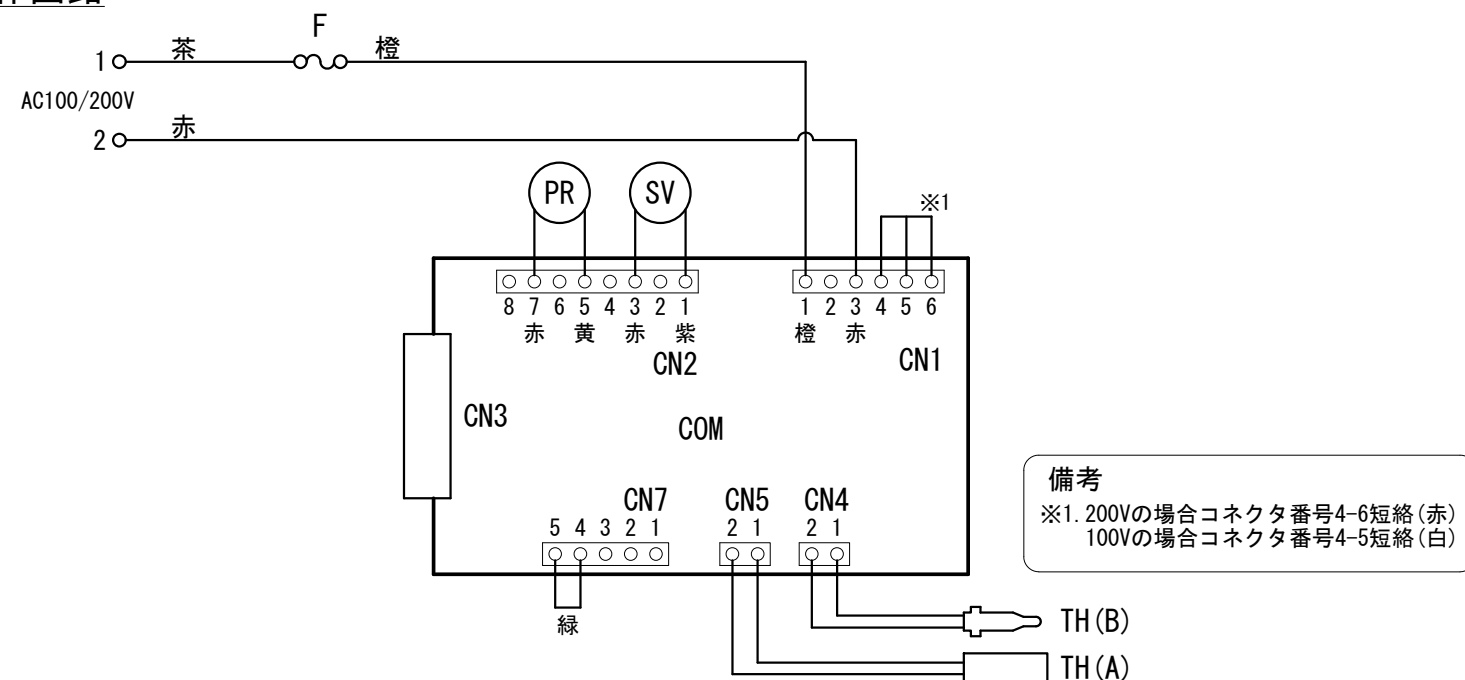 F
1 茶 橙
AC100/200V
2 赤
PR SV ※1
8 7 6 5 4 3 2 1
1 2 3 4 5 6
赤 黄 赤 紫
橙 赤
CN2
CN1
CN3
COM
CN7 CN5 CN4
5 4 3 2 1
2 1
2 1
緑
備考
※1.200Vの場合コネクタ番号4-6短絡(赤)
100Vの場合コネクタ番号4-5短絡(白)
TH(B)
TH(A)